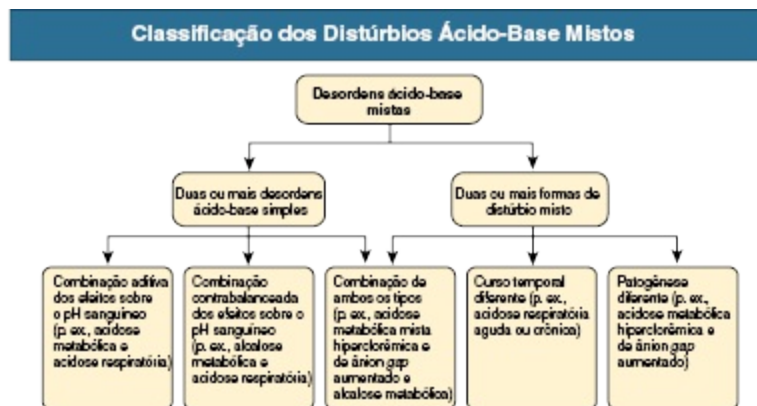 Classificação dos Distúrbios Ácido-Base Mistos
Desordens ácido-base
mistas
Duas ou mais desordens
ácido-base simples
Duas ou mais formas de
distúrbio misto
Combinação aditiva
dos efeitos sobre
o pH sanguíneo
(p. ex., acidose
metabólica e
acidose respiratória)
Combinação
contrabalanceada
dos efeitos sobre o
pH sanguíneo
(p. ex., alcalose
metabólica e
acidose respiratória)
Combinação de
ambos os tipos
(p. ex., acidose
metabólica mista
hiperclorêmica e
de ânion gap
aumentado e
alcalose metabólica)
Curso temporal
diferente (p. ex.,
acidose respiratória
aguda ou crônica)
Patogênese
diferente (p. ex.,
acidose metabólica
hiperclorêmica e
de ânion gap
aumentado)